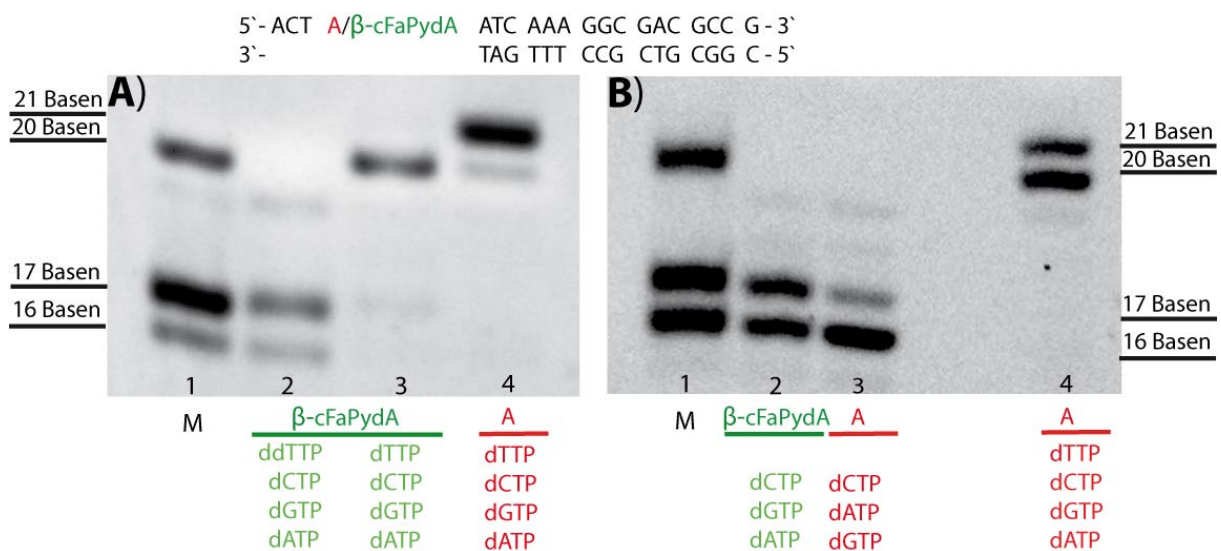 5`- ACT A/β-cFaPydA ATC AAA GGC GAC GCC G - 3`
3`- TAG TTT CCG CTG CGG C - 5`
A)
21 Basen
20 Basen
17 Basen
16 Basen
1 2 3 4
M
β-cFaPydA A
ddTTP dTTP dTTP
dCTP dCTP dCTP
dGTP dGTP dGTP
dATP dATP dATP
B)
21 Basen
20 Basen
17 Basen
16 Basen
1 2 3 4
M β-cFaPydA A A
dTTP
dCTP dCTP dCTP
dGTP dATP dGTP
dATP dGTP dATP